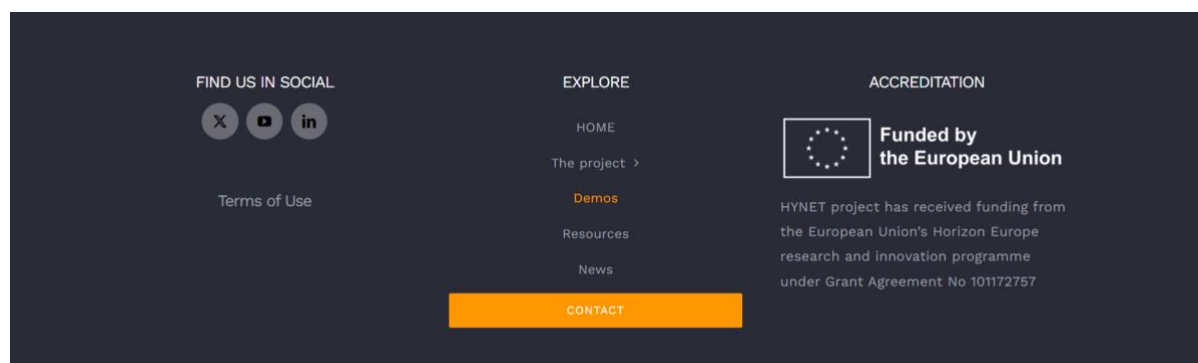 FIND US IN SOCIAL
X in
Terms of Use
EXPLORE
HOME
The project >
Demos
Resources
News
CONTACT
ACCREDITATION
Funded by
the European Union
HYNET project has received funding from
the European Union’s Horizon Europe
research and innovation programme
under Grant Agreement No 101172757